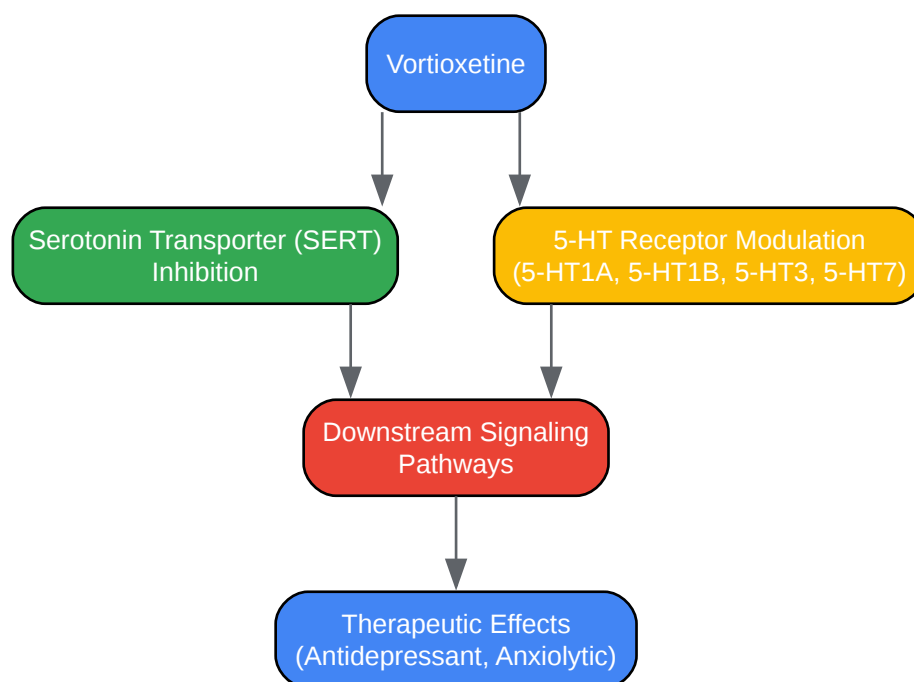 Vortioxetine
Serotonin Transporter (SERT)
Inhibition
5-HT Receptor Modulation
(5-HT1A, 5-HT1B, 5-HT3, 5-HT7)
Downstream Signaling
Pathways
Therapeutic Effects
(Antidepressant, Anxiolytic)